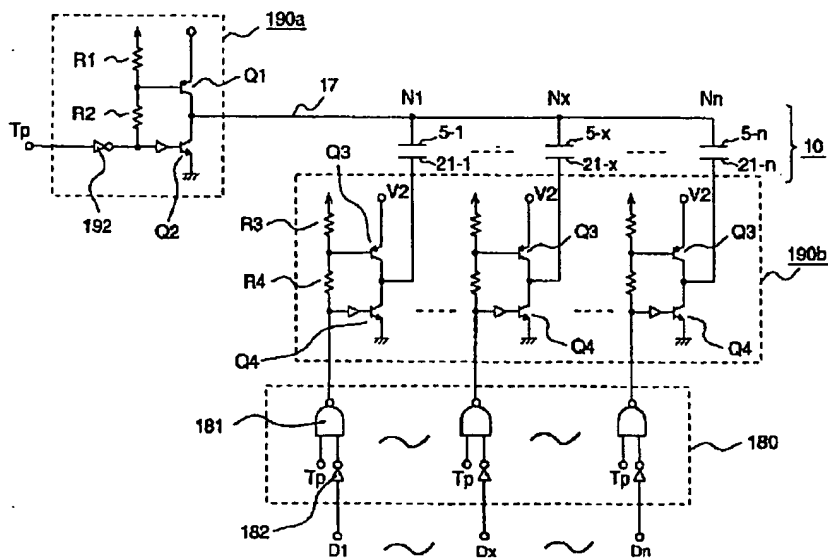 190a
R1
Q1
R2
17
N1
Nx
Nn
Tp
5-1
5-x
5-n
10
21-1
21-x
21-n
192
Q2
Q3
V2
V2
V2
R3
Q3
Q3
190b
R4
Q4
Q4
Q4
181
180
Tp
Tp
Tp
182
D1
Dx
Dn